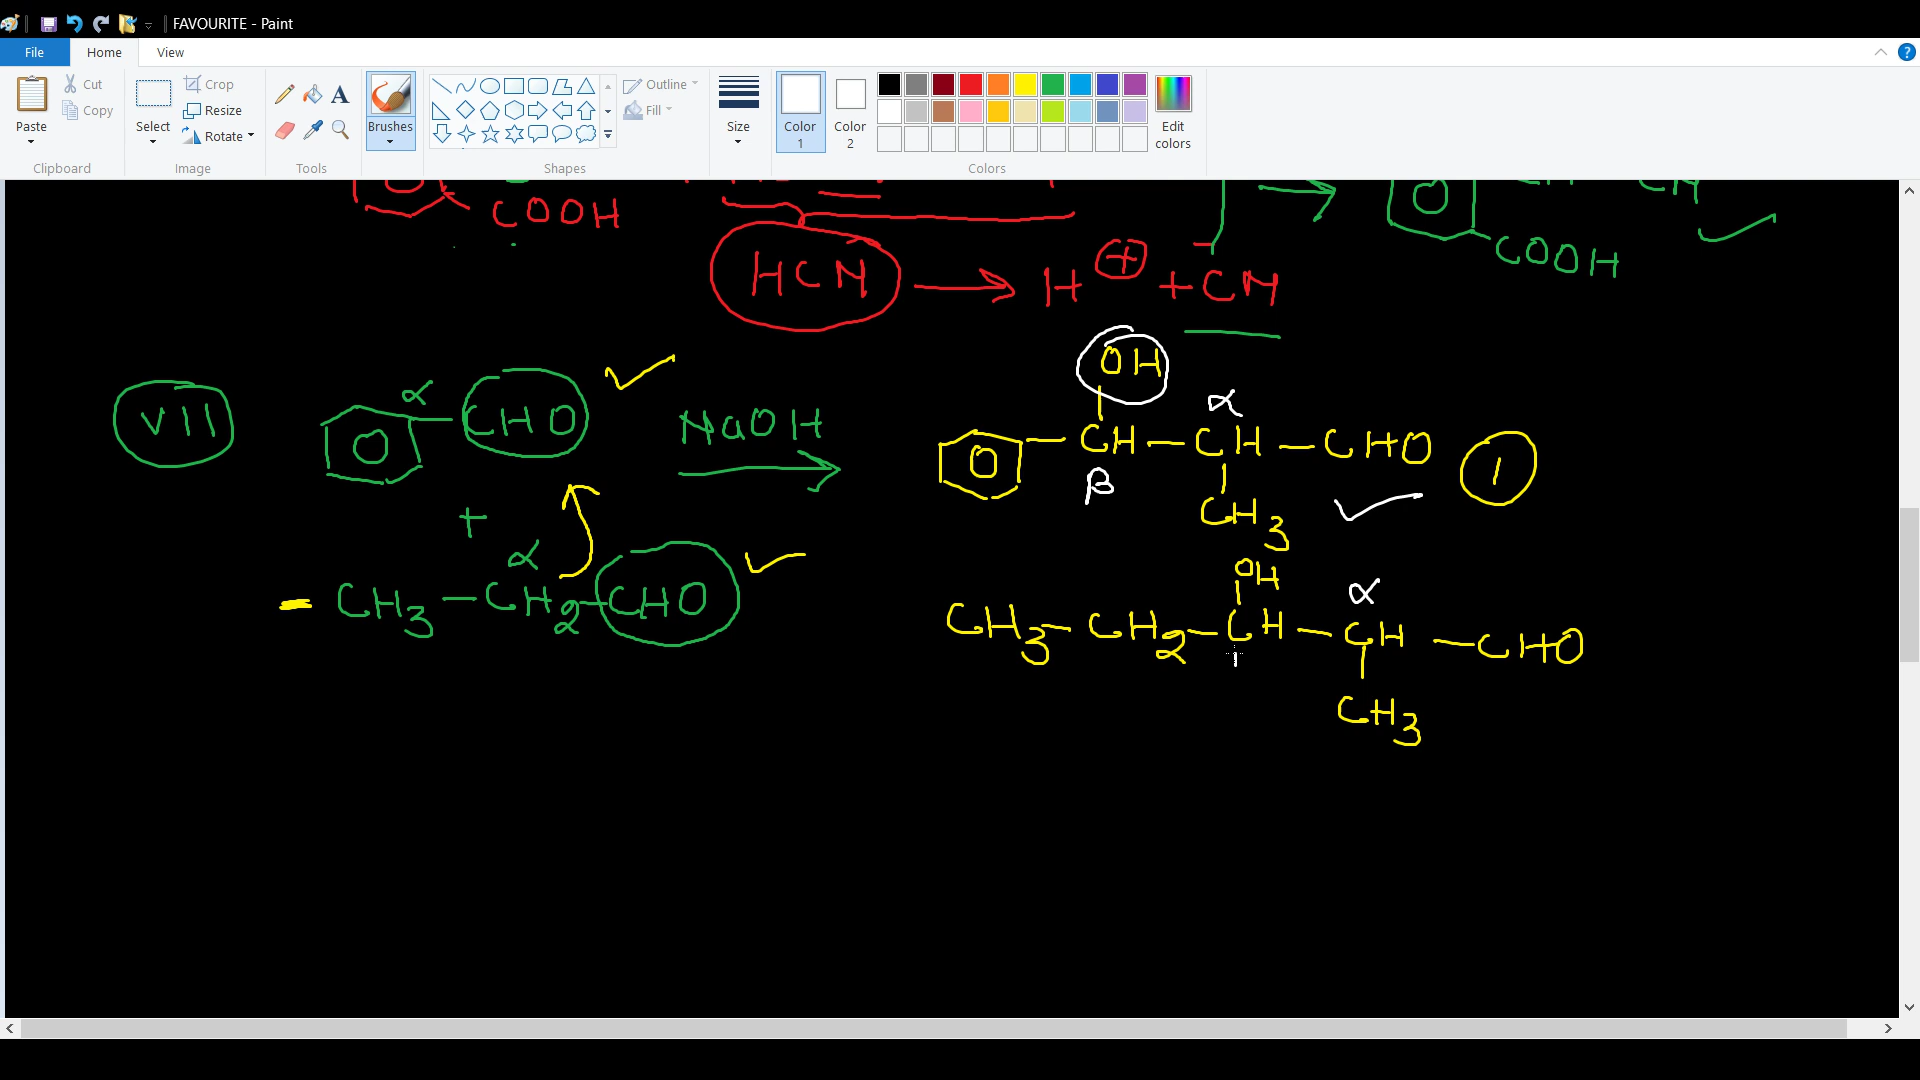 FAVOURITE - Paint
File Home View
Paste
Cut
Copy
Clipboard
Select
Crop
Resize
Rotate
Image
Tools
Brushes
Shapes
Outline
Fill
Size
Color 1
Color 2
Colors
Edit colors
COOH
COOH
HCN → H⊕ + ⁻CN
VII
α
CHO
NaOH
+
α
CH3 — CH2 — CHO
OH
α
CH — CH — CHO
β
CH3
1
OH
α
CH3 — CH2 — CH — CH — CHO
CH3